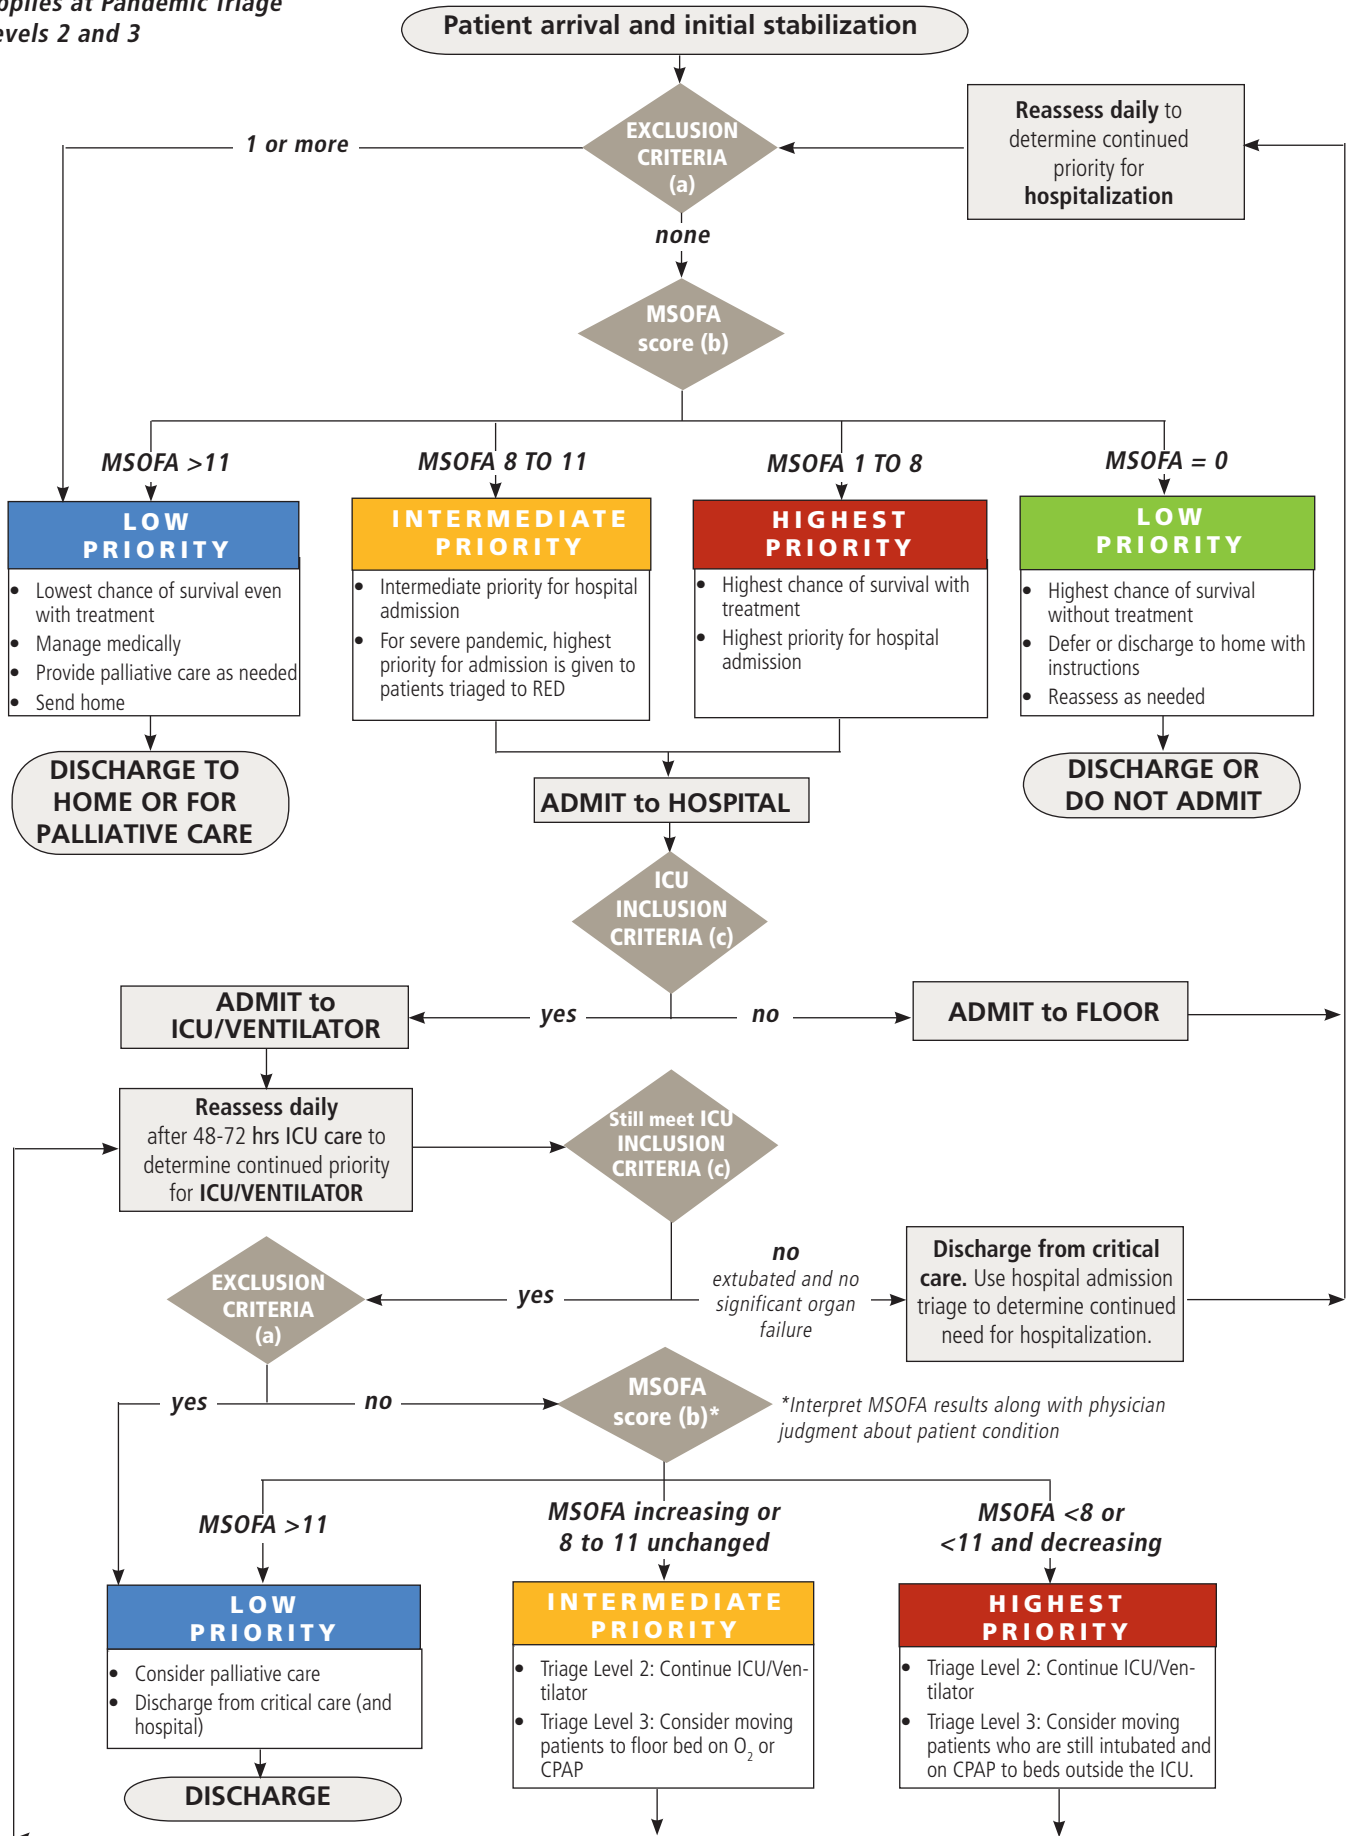 applies at Pandemic Triage
Levels 2 and 3
Patient arrival and initial stabilization
EXCLUSION
CRITERIA
(a)
Reassess daily to
determine continued
priority for
hospitalization
1 or more
none
MSOFA
score (b)
MSOFA >11
MSOFA 8 TO 11
MSOFA 1 TO 8
MSOFA = 0
LOW
PRIORITY
• Lowest chance of survival even
with treatment
• Manage medically
• Provide palliative care as needed
• Send home
INTERMEDIATE
PRIORITY
• Intermediate priority for hospital
admission
• For severe pandemic, highest
priority for admission is given to
patients triaged to RED
HIGHEST
PRIORITY
• Highest chance of survival with
treatment
• Highest priority for hospital
admission
LOW
PRIORITY
• Highest chance of survival
without treatment
• Defer or discharge to home with
instructions
• Reassess as needed
DISCHARGE TO
HOME OR FOR
PALLIATIVE CARE
ADMIT to HOSPITAL
DISCHARGE OR
DO NOT ADMIT
ICU
INCLUSION
CRITERIA (c)
ADMIT to
ICU/VENTILATOR
yes
no
ADMIT to FLOOR
Reassess daily
after 48-72 hrs ICU care to
determine continued priority
for ICU/VENTILATOR
Still meet ICU
INCLUSION
CRITERIA (c)
EXCLUSION
CRITERIA
(a)
yes
no
extubated and no
significant organ
failure
Discharge from critical
care. Use hospital admission
triage to determine continued
need for hospitalization.
yes
no
MSOFA
score (b)*
*Interpret MSOFA results along with physician
judgment about patient condition
MSOFA >11
MSOFA increasing or
8 to 11 unchanged
MSOFA <8 or
<11 and decreasing
LOW
PRIORITY
• Consider palliative care
• Discharge from critical care (and
hospital)
INTERMEDIATE
PRIORITY
• Triage Level 2: Continue ICU/Ven-
tilator
• Triage Level 3: Consider moving
patients to floor bed on O₂ or
CPAP
HIGHEST
PRIORITY
• Triage Level 2: Continue ICU/Ven-
tilator
• Triage Level 3: Consider moving
patients who are still intubated and
on CPAP to beds outside the ICU.
DISCHARGE